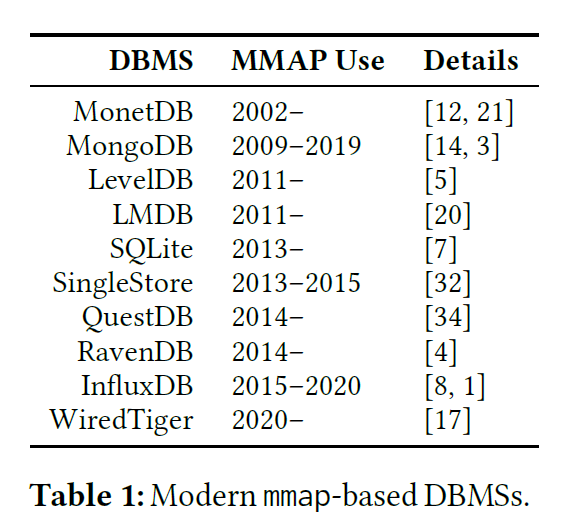 DBMS MMAP Use Details
MonetDB 2002– [12, 21]
MongoDB 2009–2019 [14, 3]
LevelDB 2011– [5]
LMDB 2011– [20]
SQLite 2013– [7]
SingleStore 2013–2015 [32]
QuestDB 2014– [34]
RavenDB 2014– [4]
InfluxDB 2015–2020 [8, 1]
WiredTiger 2020– [17]
Table 1: Modern mmap-based DBMSs.